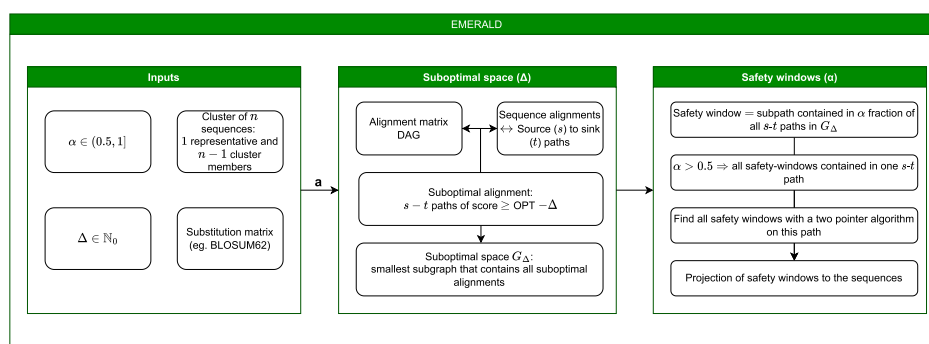 EMERALD
Inputs
α ∈ (0.5, 1]
Cluster of n
sequences:
1 representative and
n − 1 cluster
members
Δ ∈ ℕ₀
Substitution matrix
(eg. BLOSUM62)
a
Suboptimal space (Δ)
Alignment matrix
DAG
Sequence alignments
↔ Source (s) to sink
(t) paths
Suboptimal alignment:
s − t paths of score ≥ OPT −Δ
Suboptimal space G_Δ:
smallest subgraph that contains all suboptimal
alignments
Safety windows (α)
Safety window = subpath contained in α fraction of
all s-t paths in G_Δ
α > 0.5 ⇒ all safety-windows contained in one s-t
path
Find all safety windows with a two pointer algorithm
on this path
Projection of safety windows to the sequences